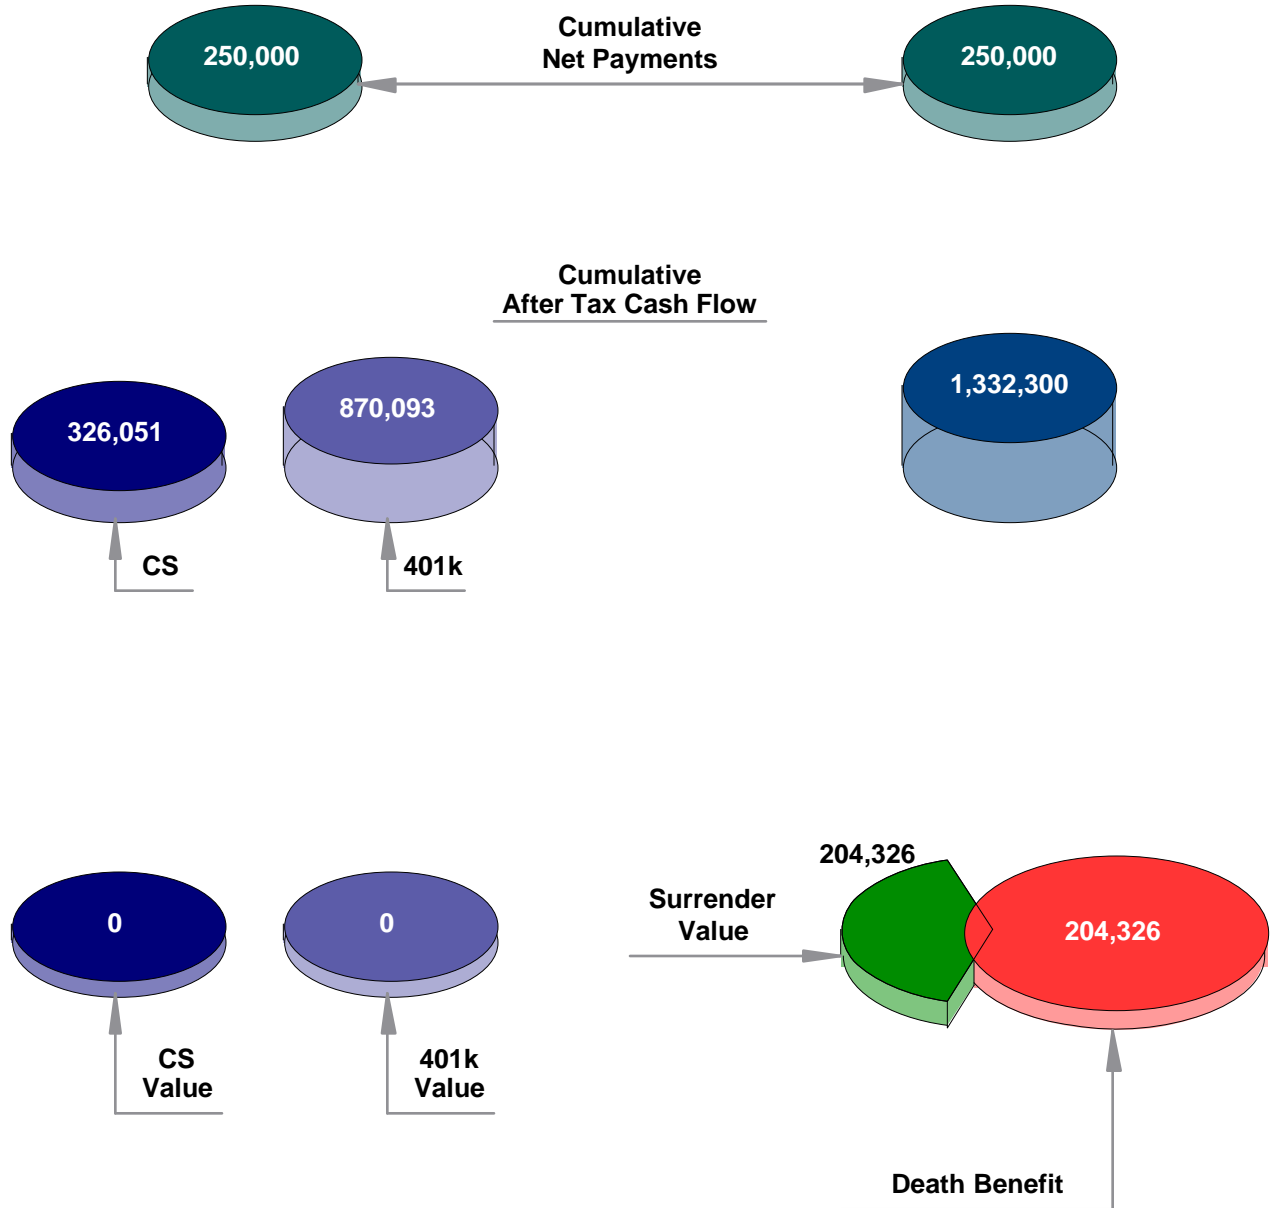 Cumulative
Net Payments
250,000
250,000
Cumulative
After Tax Cash Flow
326,051
870,093
1,332,300
CS
401k
0
0
204,326
204,326
Surrender
Value
CS
Value
401k
Value
Death Benefit